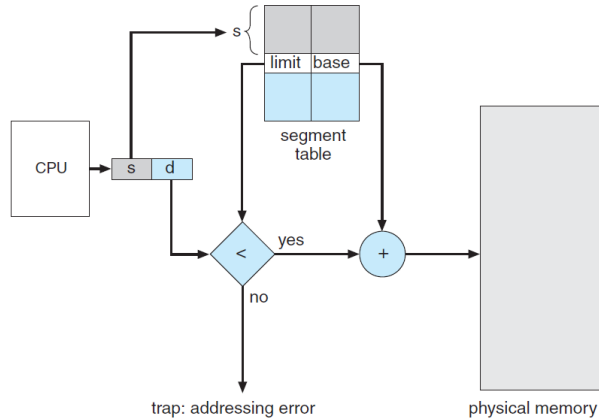 s
limit base
segment
table
CPU
s d
<
yes
+
no
trap: addressing error
physical memory